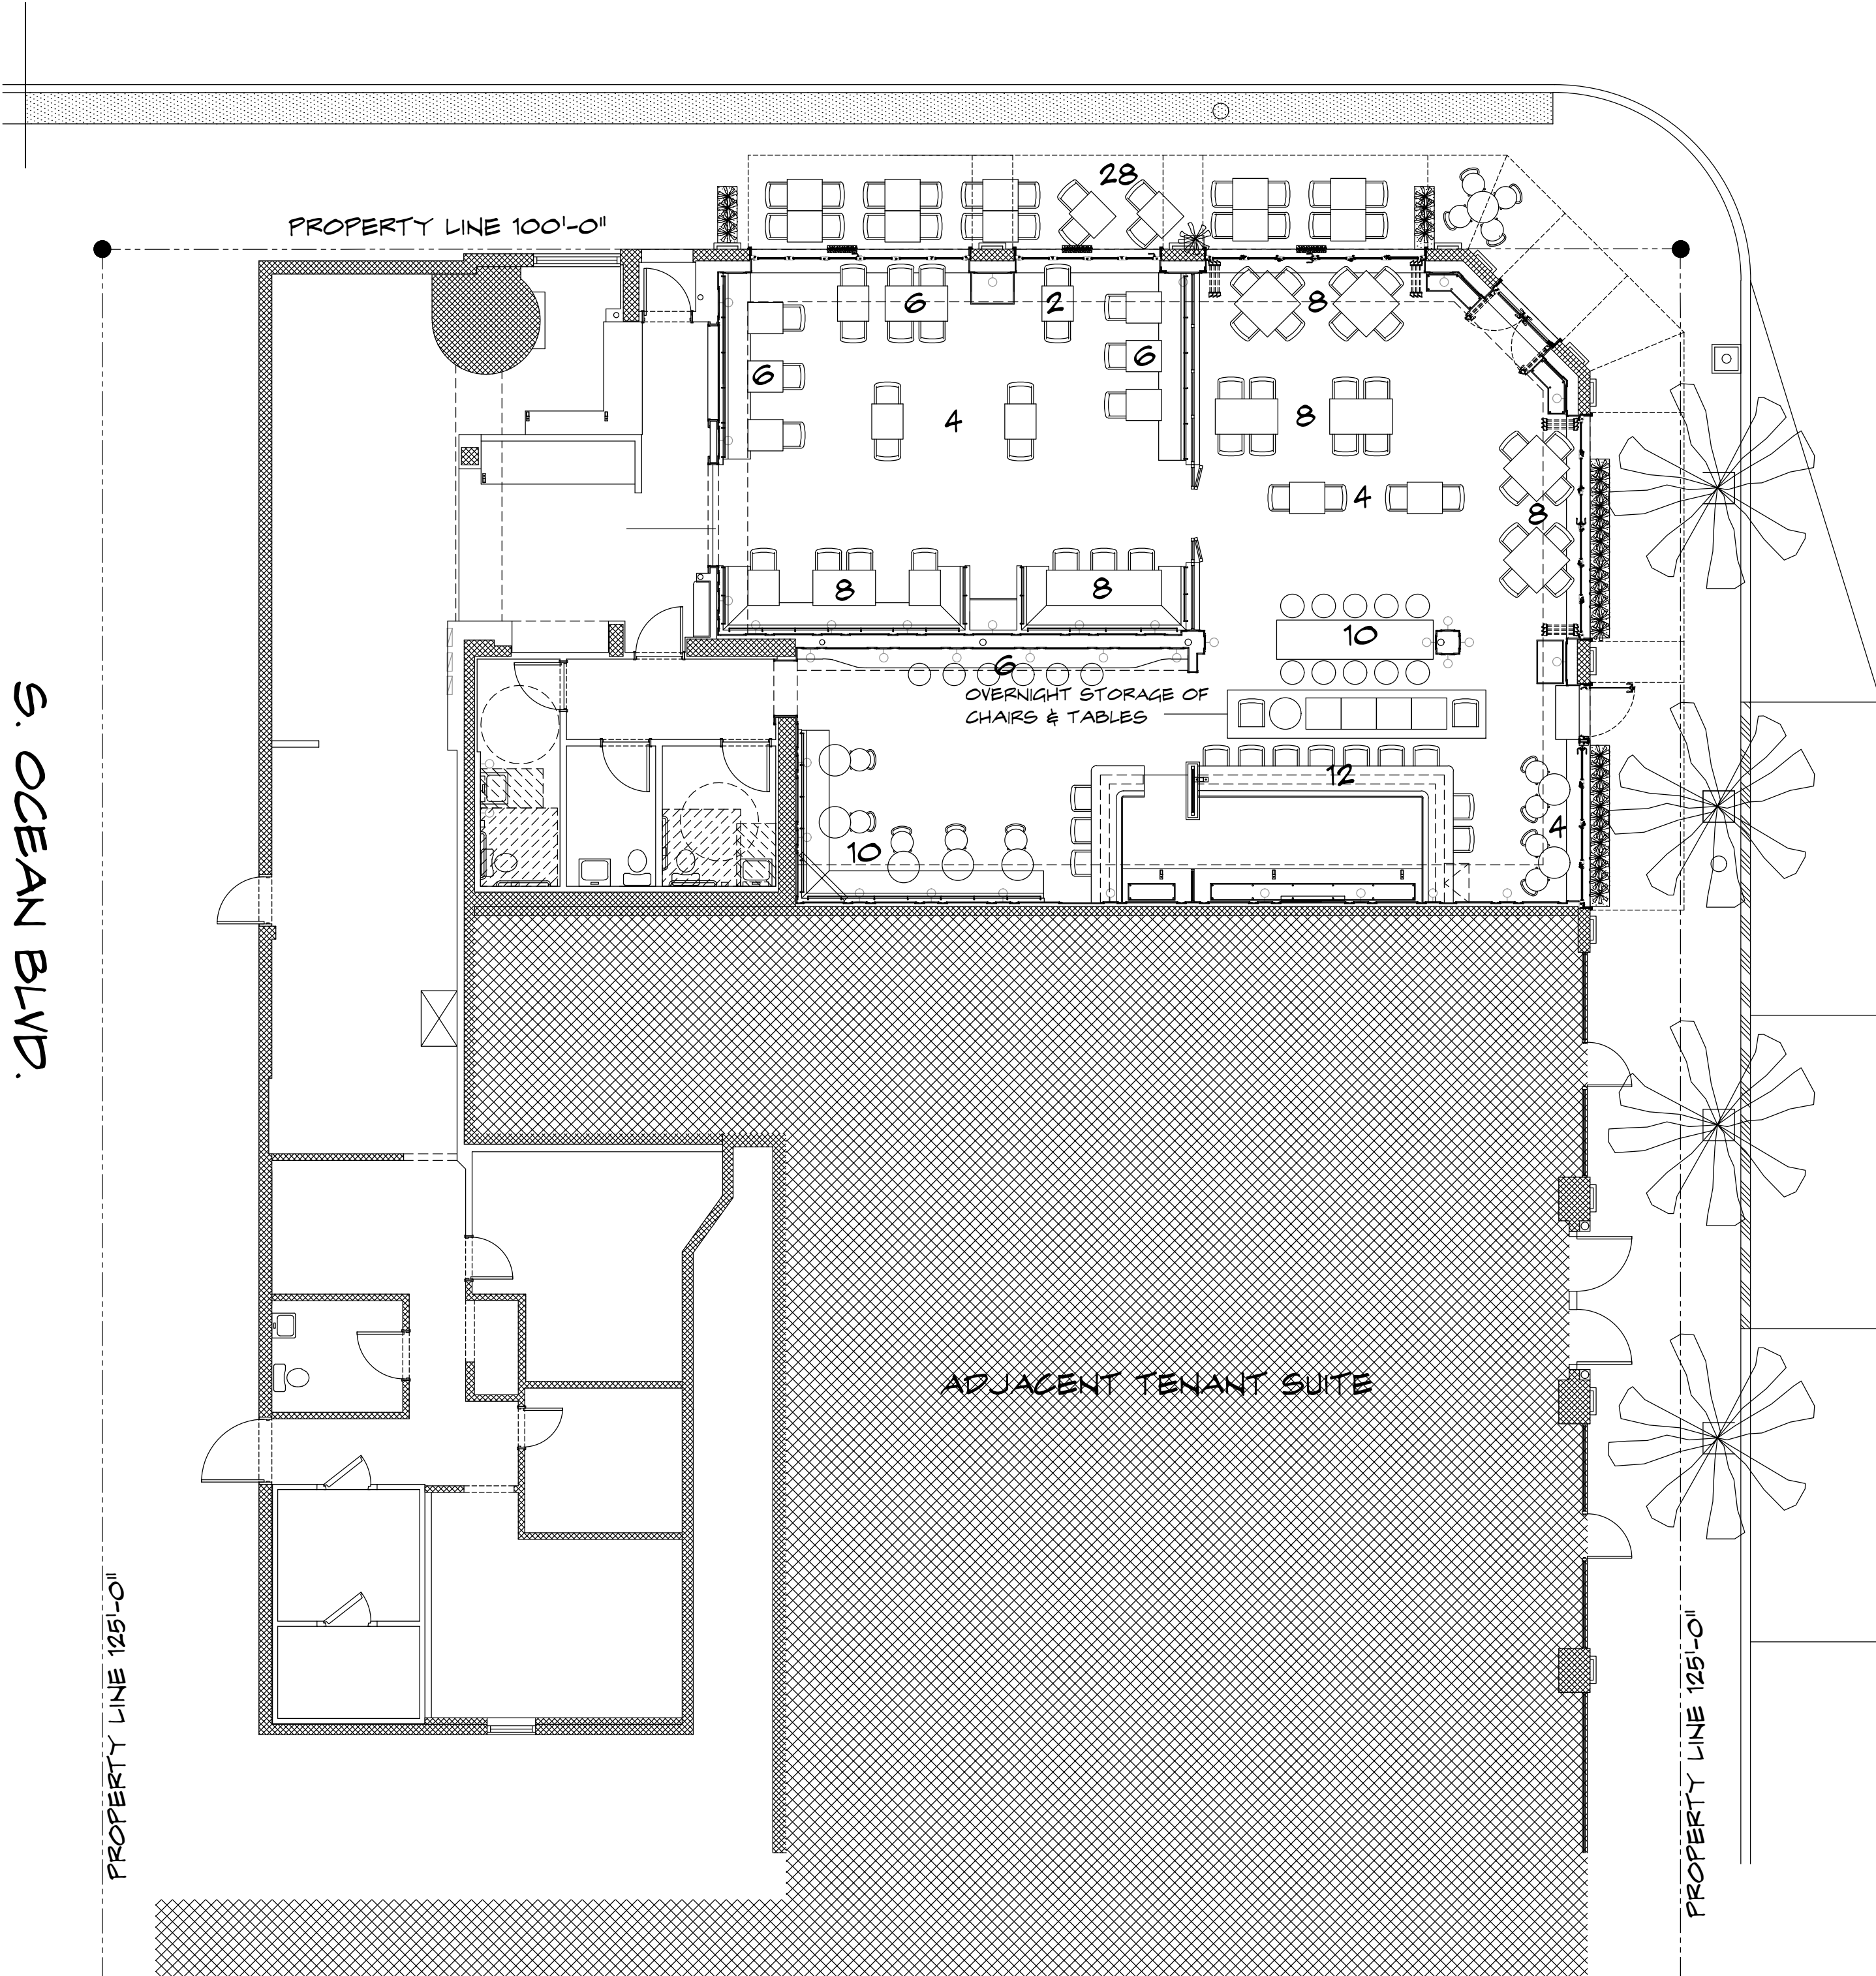 28
PROPERTY LINE 100'-0"
6
2
8
6
6
4
8
4
8
8
8
10
6
OVERNIGHT STORAGE OF
CHAIRS & TABLES
12
4
10
S. OCEAN BLVD.
ADJACENT TENANT SUITE
PROPERTY LINE 125'-0"
PROPERTY LINE 125'-0"